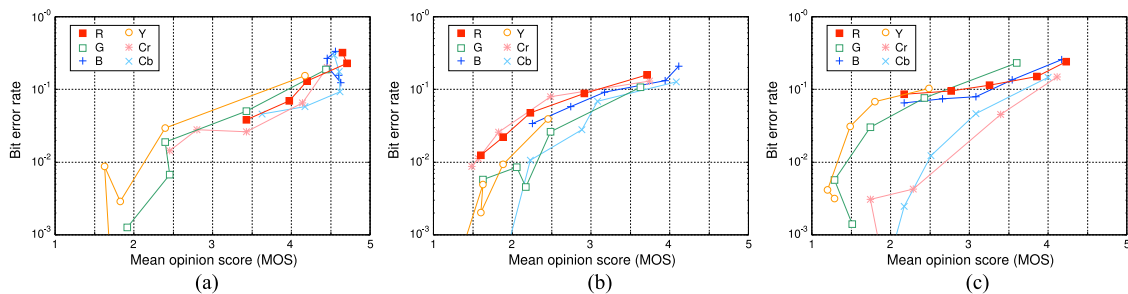 10^0
10^-1
10^-2
10^-3
Bit error rate
R Y
G Cr
B Cb
1 2 3 4 5
Mean opinion score (MOS)
(a)
10^0
10^-1
10^-2
10^-3
Bit error rate
R Y
G Cr
B Cb
1 2 3 4 5
Mean opinion score (MOS)
(b)
10^0
10^-1
10^-2
10^-3
Bit error rate
R Y
G Cr
B Cb
1 2 3 4 5
Mean opinion score (MOS)
(c)